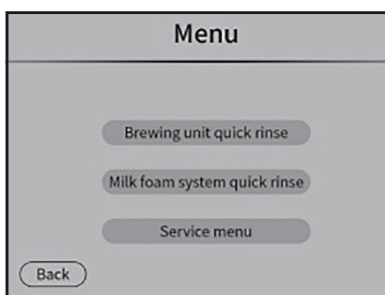 Menu
Brewing unit quick rinse
Milk foam system quick rinse
Service menu
Back